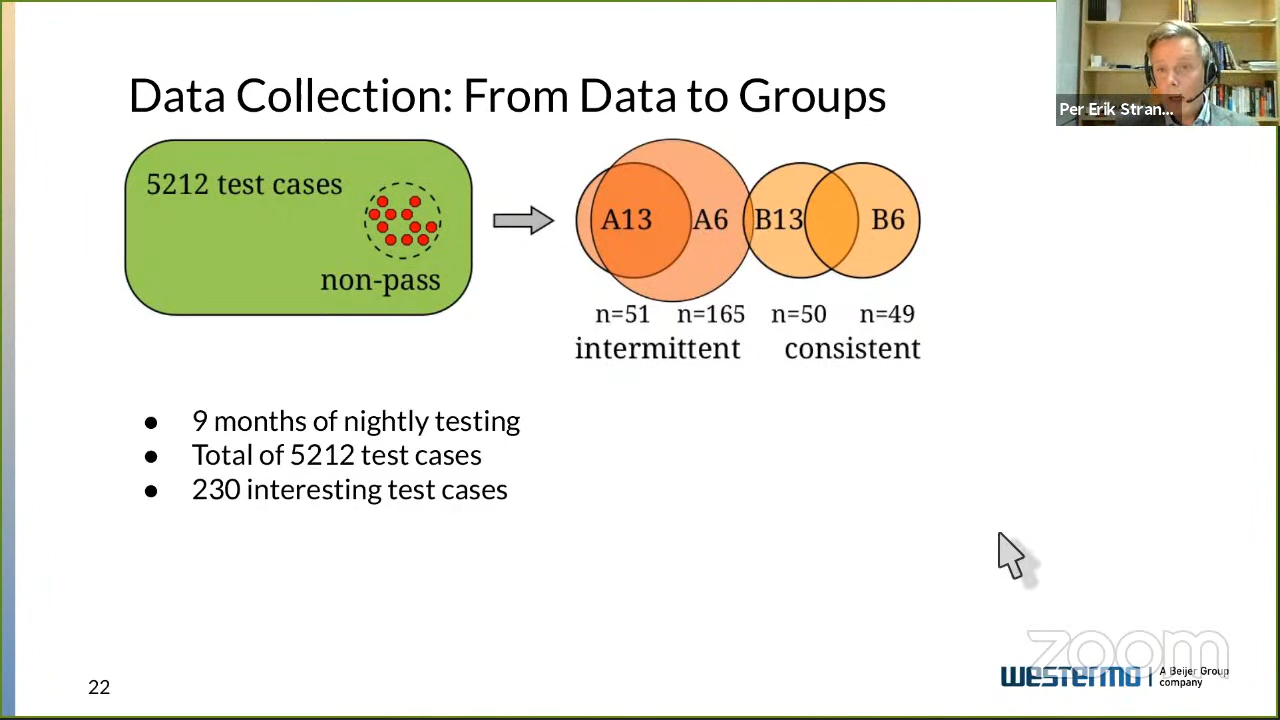 Data Collection: From Data to Groups
Per Erik Stran...
5212 test cases
non-pass
A13
A6
B13
B6
n=51
n=165
n=50
n=49
intermittent
consistent
● 9 months of nightly testing
● Total of 5212 test cases
● 230 interesting test cases
22
zoom
westermo
A Beijer Group
company